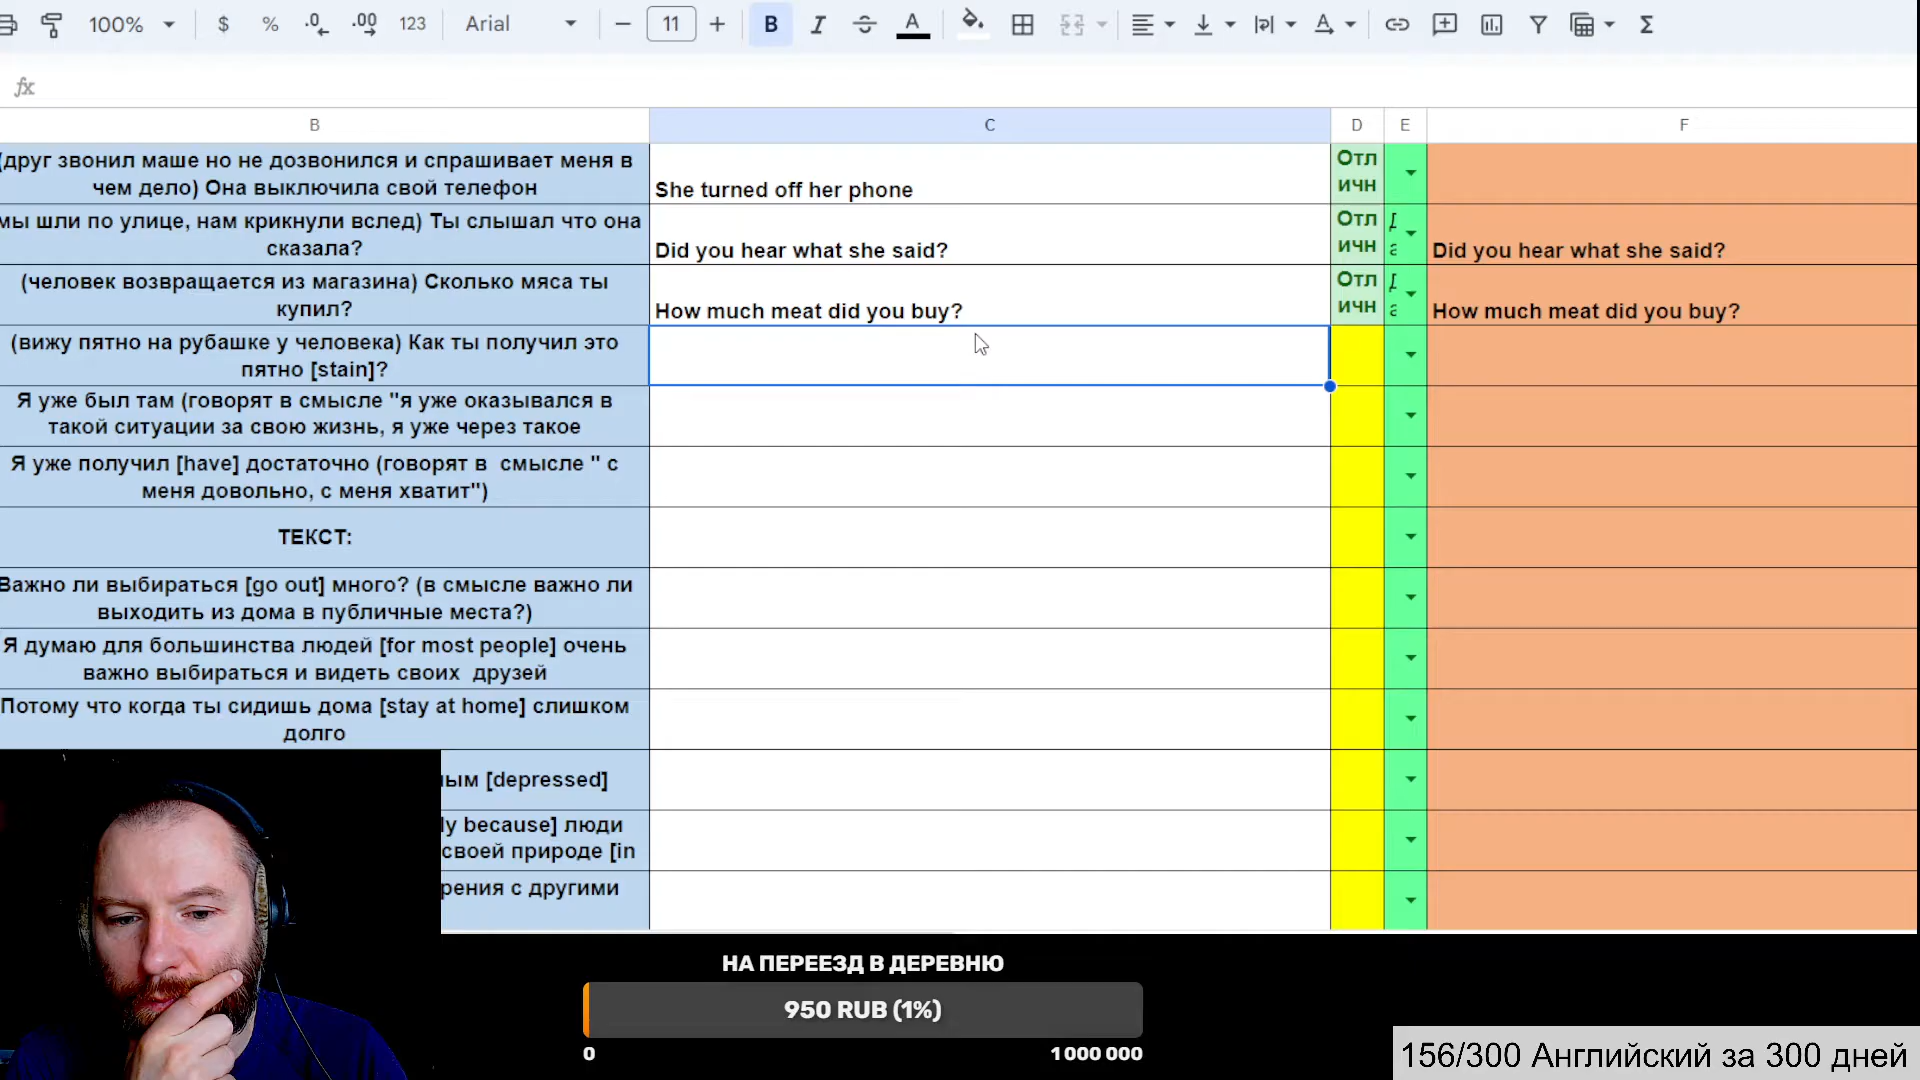 100% $ % .0 .00 123 Arial 11 B I A Σ
fx
B C D E F
(друг звонил маше но не дозвонился и спрашивает меня в
чем дело) Она выключила свой телефон
She turned off her phone
Отл
ичн
мы шли по улице, нам крикнули вслед) Ты слышал что она
сказала?
Did you hear what she said?
Отл
ичн
Did you hear what she said?
(человек возвращается из магазина) Сколько мяса ты
купил?
How much meat did you buy?
Отл
ичн
How much meat did you buy?
(вижу пятно на рубашке у человека) Как ты получил это
пятно [stain]?
Я уже был там (говорят в смысле "я уже оказывался в
такой ситуации за свою жизнь, я уже через такое
Я уже получил [have] достаточно (говорят в смысле " с
меня довольно, с меня хватит")
ТЕКСТ:
Важно ли выбираться [go out] много? (в смысле важно ли
выходить из дома в публичные места?)
Я думаю для большинства людей [for most people] очень
важно выбираться и видеть своих друзей
Потому что когда ты сидишь дома [stay at home] слишком
долго
ным [depressed]
ly because] люди
своей природе [in
рения с другими
НА ПЕРЕЕЗД В ДЕРЕВНЮ
950 RUB (1%)
0 1 000 000
156/300 Английский за 300 дней